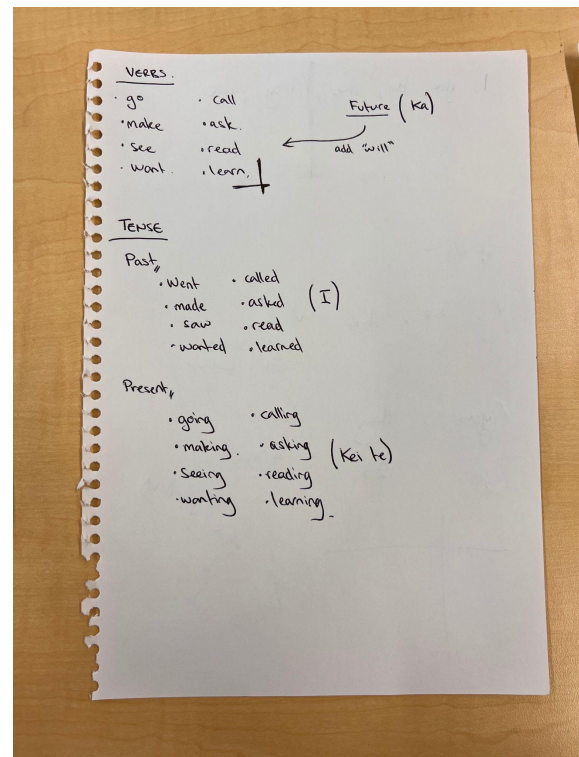 VERBS.
· go · call
· make · ask.
· see · read
· want. · learn.
Future (Ka)
add "will"
TENSE
Past
· went · called
· made · asked (I)
· saw · read
· wanted · learned
Present
· going · calling
· making. · asking (Kei te)
· seeing · reading
· wanting · learning